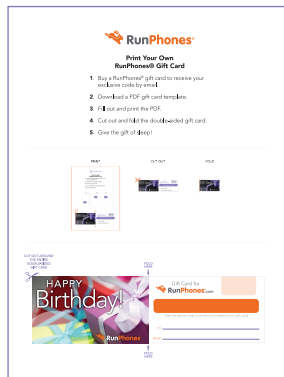 RunPhones®
Print Your Own
RunPhones® Gift Card
1. Buy a RunPhones® gift card to receive your
exclusive code by email.
2. Download a PDF gift card template.
3. Fill out and print the PDF.
4. Cut out and fold the double-sided gift card.
5. Give the gift of sleep!
PRINT
CUT OUT
FOLD
CUT OUT AROUND
THE ENTIRE
DOUBLE-SIDED
GIFT CARD
FOLD
HERE
HAPPY
Birthday!
RunPhones
Gift Card for
RunPhones.com
FOLD
HERE